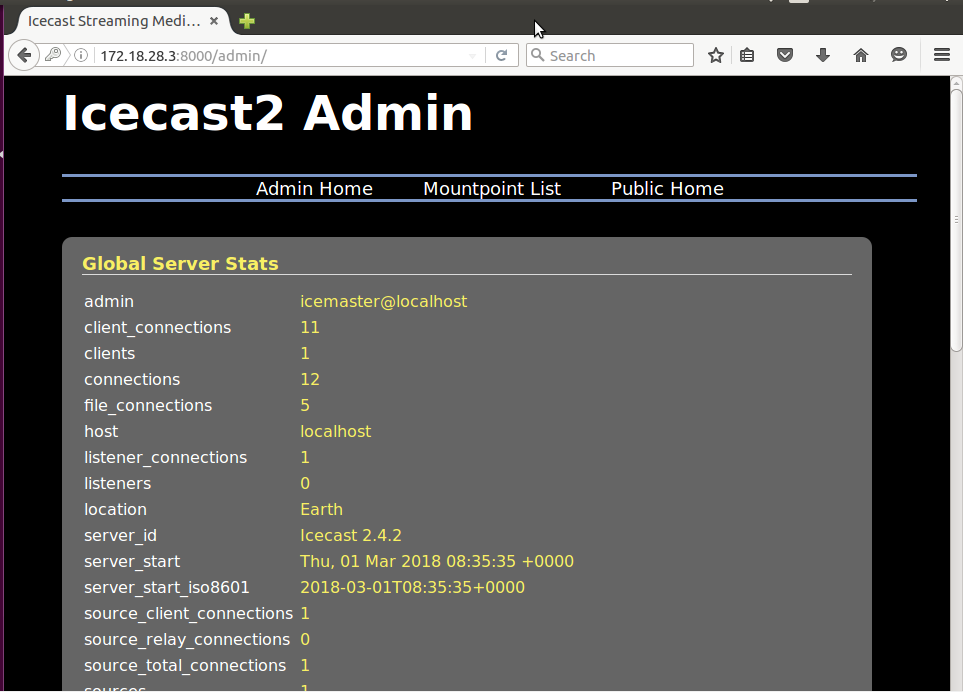 Icecast Streaming Medi...
172.18.28.3:8000/admin/
Search
Icecast2 Admin
Admin Home Mountpoint List Public Home
Global Server Stats
admin icemaster@localhost
client_connections 11
clients 1
connections 12
file_connections 5
host localhost
listener_connections 1
listeners 0
location Earth
server_id Icecast 2.4.2
server_start Thu, 01 Mar 2018 08:35:35 +0000
server_start_iso8601 2018-03-01T08:35:35+0000
source_client_connections 1
source_relay_connections 0
source_total_connections 1
sources 1